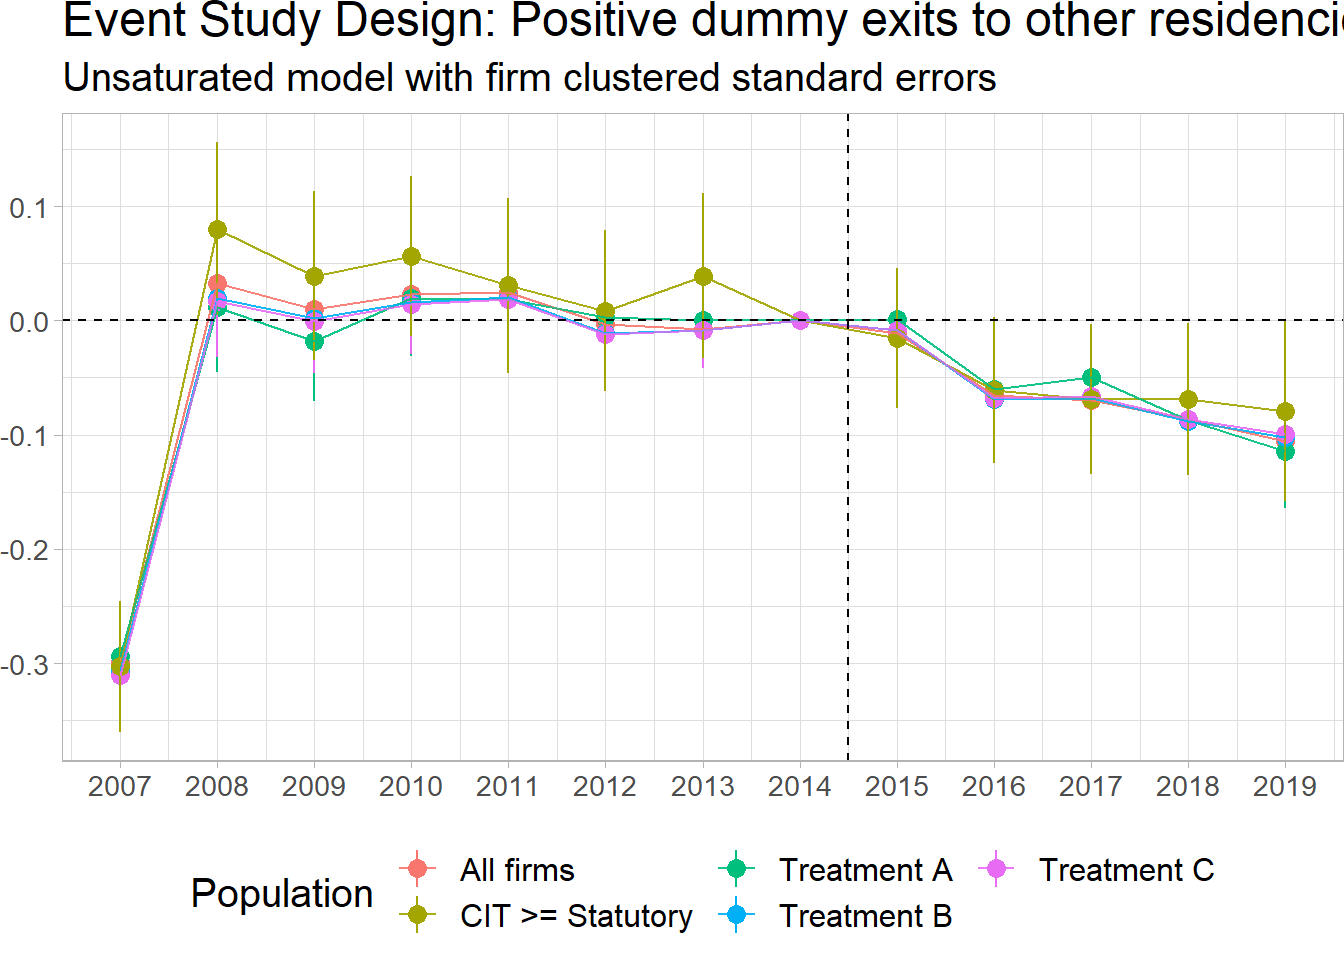 Event Study Design: Positive dummy exits to other
Unsaturated model with firm clustered standard errors
0.1
0.0
-0.1
-0.2
-0.3
2007 2008 2009 2010 2011 2012 2013 2014 2015 2016 2017 2018 2019
Population
All firms Treatment A Treatment C
CIT >= Statutory Treatment B